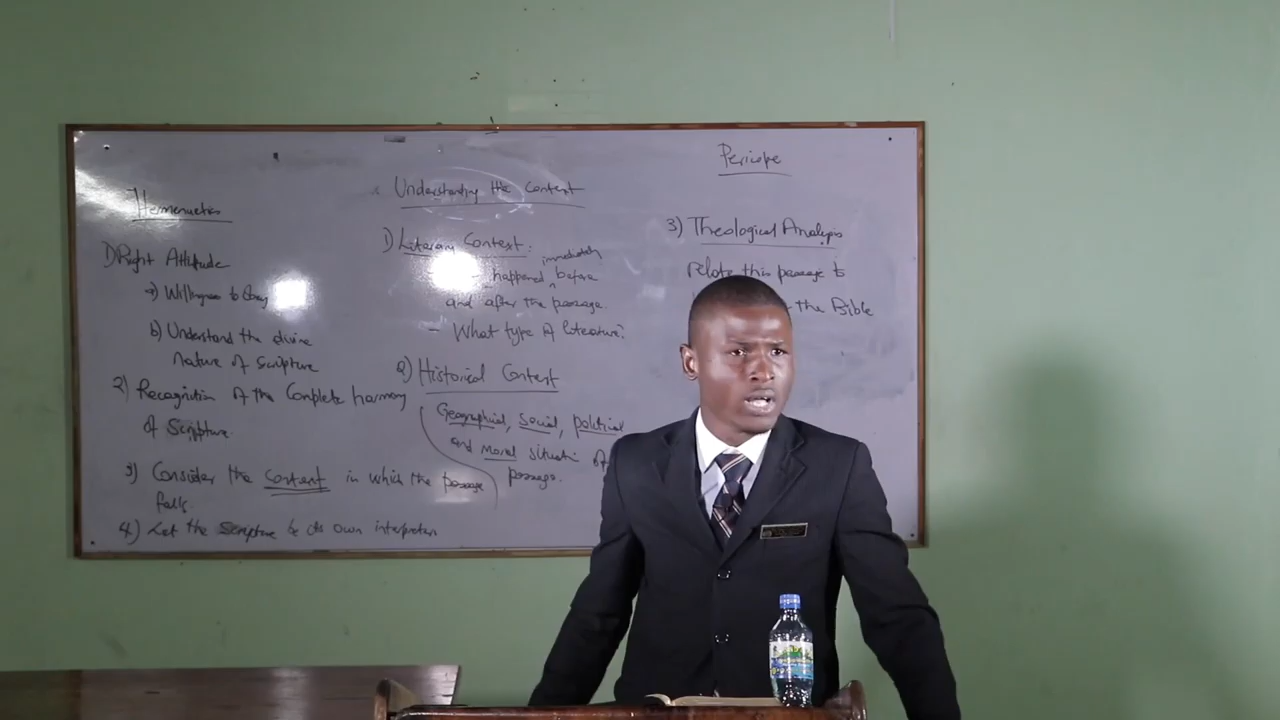 Hermeneutics
1) Right Attitude
a) Willingness to Obey
b) Understand the divine
nature of Scripture
2) Recognition of the Complete harmony
of Scripture.
3) Consider the Context in which the passage
falls.
4) Let the Scripture be its own interpreter
Understanding the Context
1) Literary Context:
immediately
happened before
and after the passage.
- What type of literature?
2) Historical Context
Geographical, Social, political
and moral situation of
passage.
Pericope
3) Theological Analysis
relate this passage to
the Bible